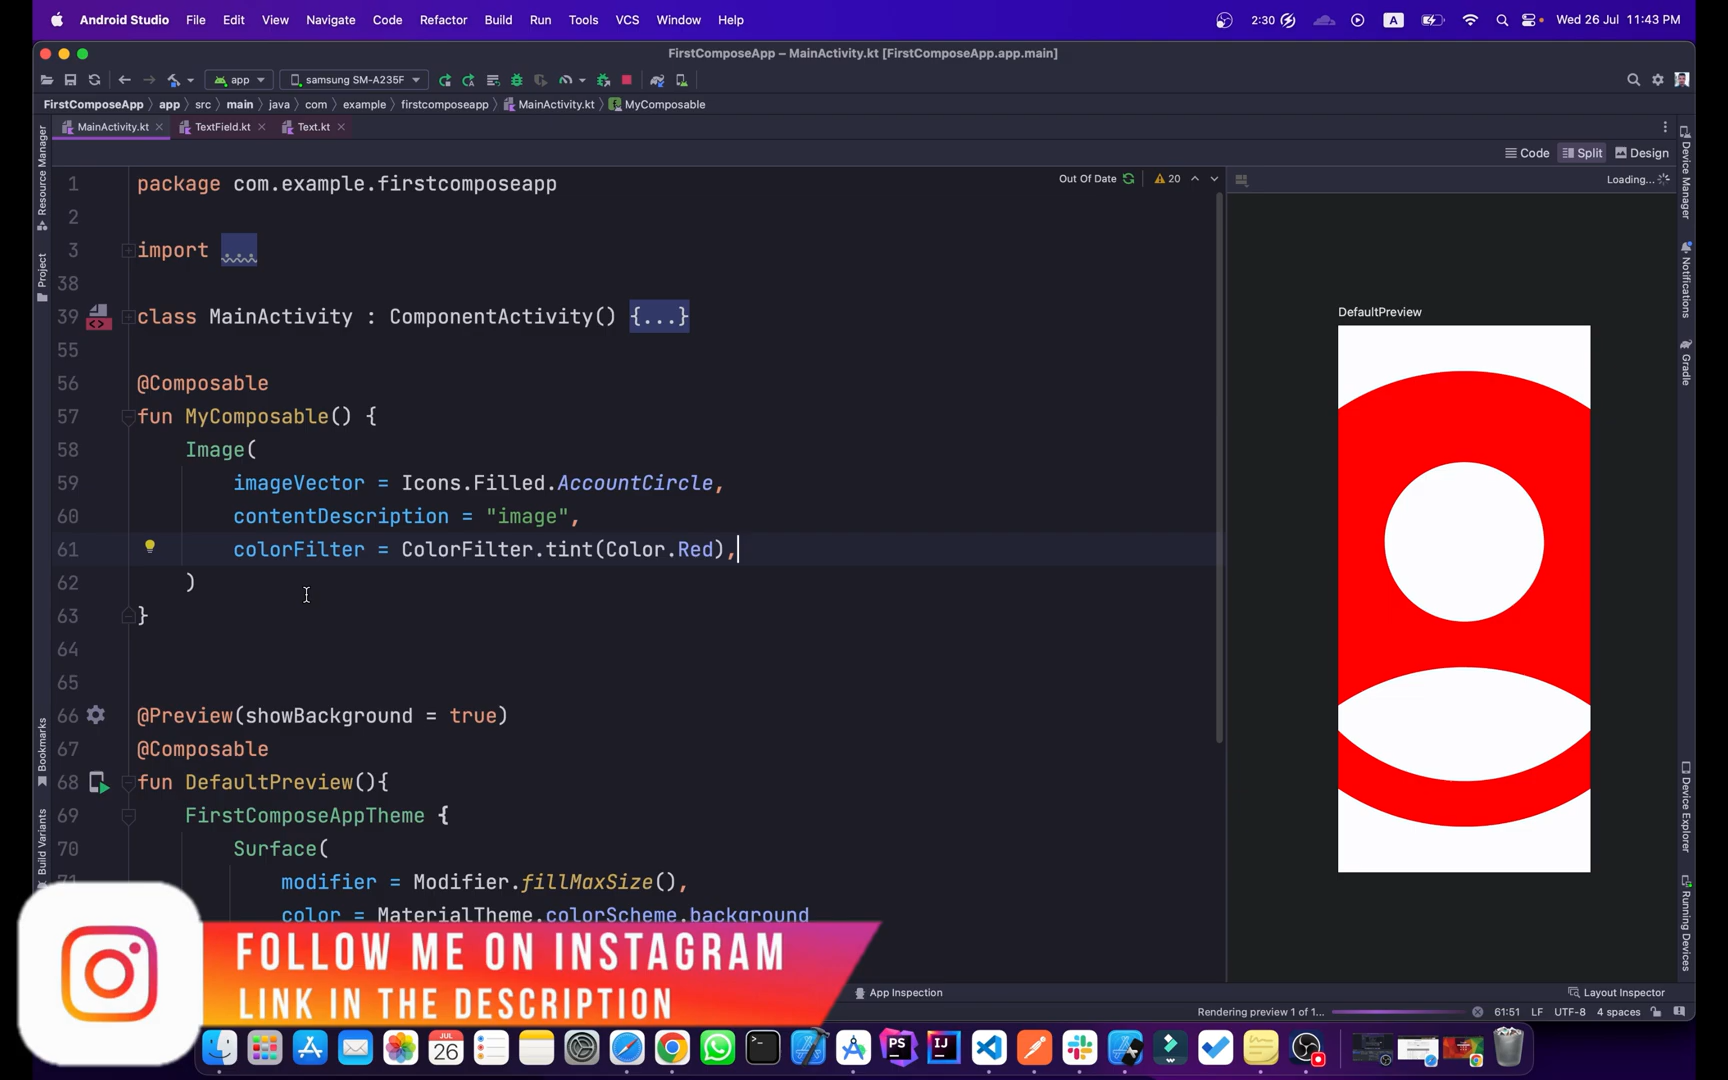 Android Studio File Edit View Navigate Code Refactor Build Run Tools VCS Window Help 2:30 A Wed 26 Jul 11:43 PM
FirstComposeApp – MainActivity.kt [FirstComposeApp.app.main]
app samsung SM-A235F
FirstComposeApp app src main java com example firstcomposeapp MainActivity.kt MyComposable
MainActivity.kt TextField.kt Text.kt
Code Split Design
Out Of Date 20 Loading...
1 package com.example.firstcomposeapp
2
3 import ...
38
39 class MainActivity : ComponentActivity() {...}
55
56 @Composable
57 fun MyComposable() {
58 Image(
59 imageVector = Icons.Filled.AccountCircle,
60 contentDescription = "image",
61 colorFilter = ColorFilter.tint(Color.Red),
62 )
63 }
64
65
66 @Preview(showBackground = true)
67 @Composable
68 fun DefaultPreview(){
69 FirstComposeAppTheme {
70 Surface(
71 modifier = Modifier.fillMaxSize(),
color = MaterialTheme.colorScheme.background
DefaultPreview
Resource Manager
Project
Bookmarks
Build Variants
Device Manager
Notifications
Gradle
Device Explorer
Running Devices
FOLLOW ME ON INSTAGRAM
LINK IN THE DESCRIPTION
App Inspection Layout Inspector
Rendering preview 1 of 1... 61:51 LF UTF-8 4 spaces
JUL
26
PS
IJ